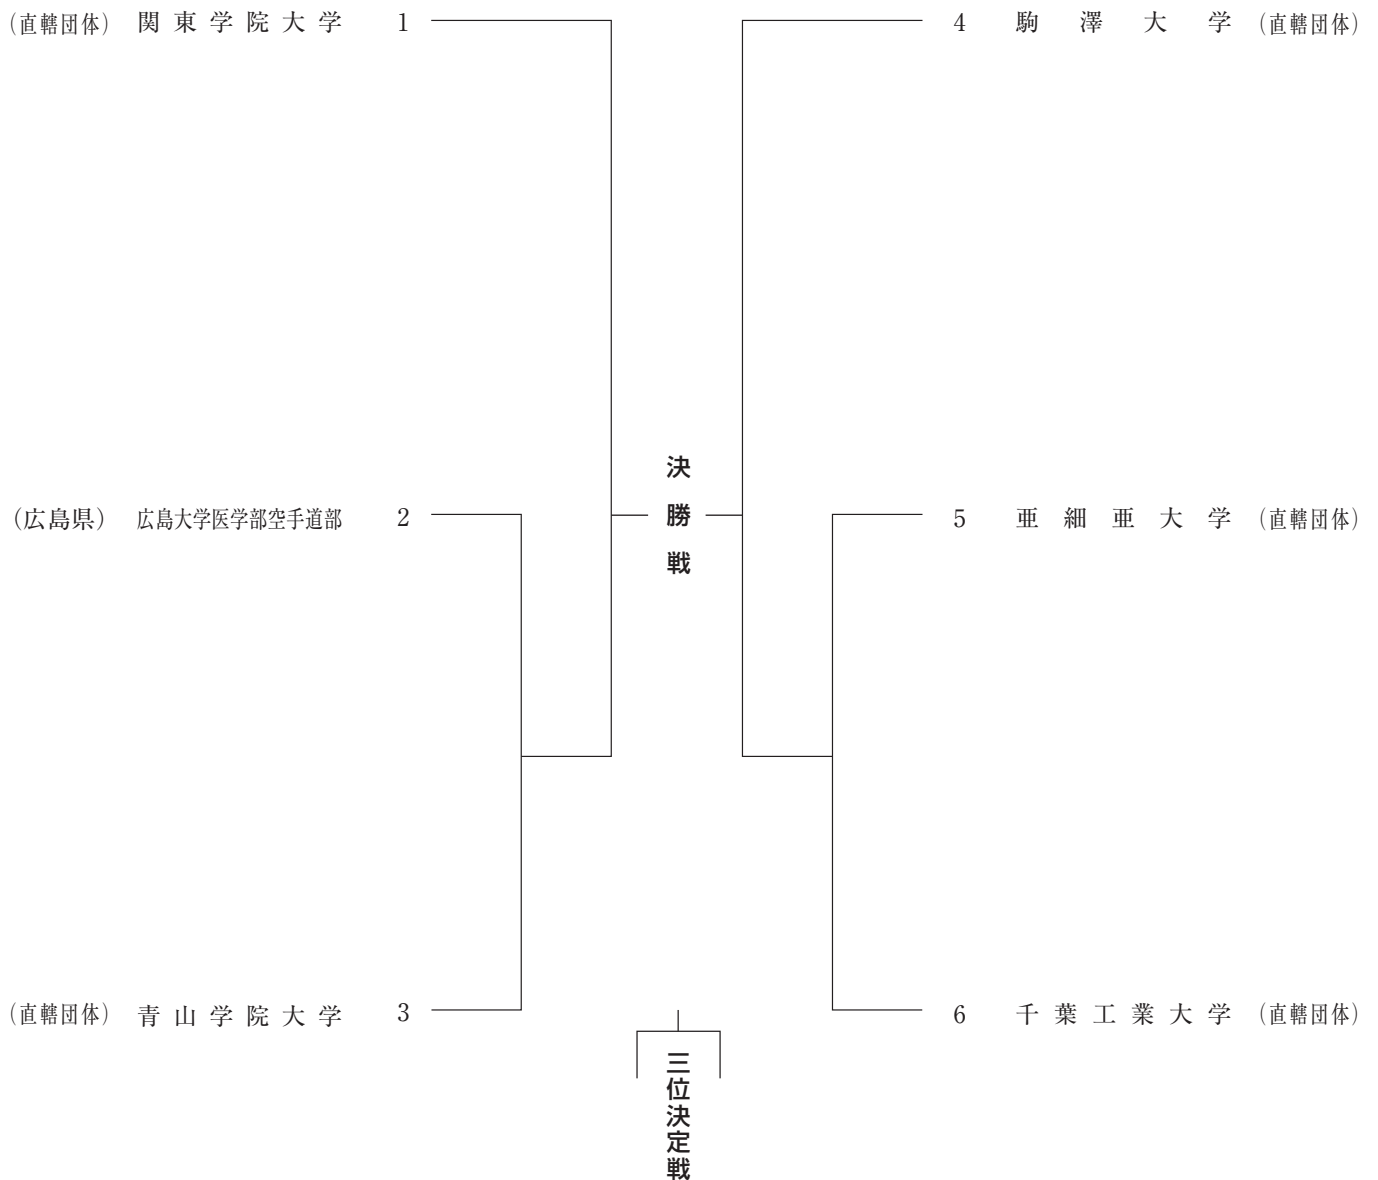 （直轄団体） 関東学院大学 1
（広島県） 広島大学医学部空手道部 2
（直轄団体） 青山学院大学 3
決勝戦
三位決定戦
4 駒澤大学 （直轄団体）
5 亜細亜大学 （直轄団体）
6 千葉工業大学 （直轄団体）